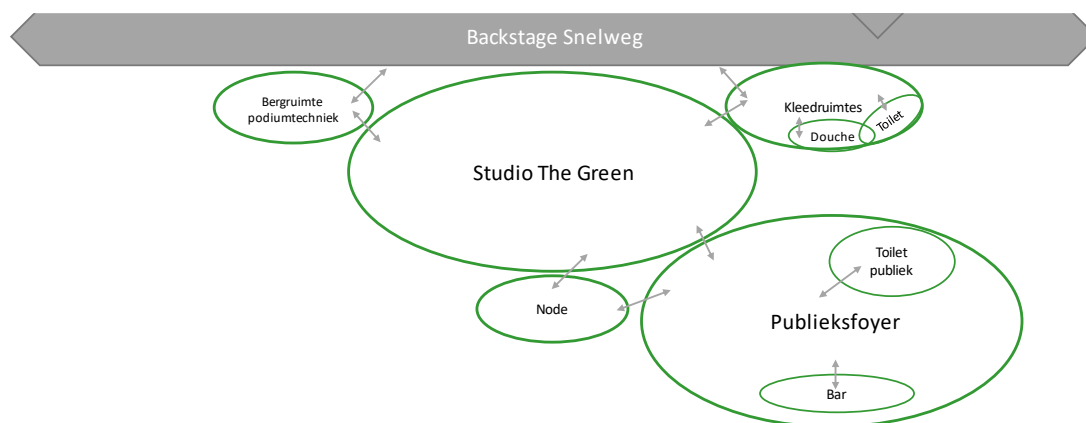 Backstage Snelweg
Bergruimte
podiumtechniek
Kleedruimtes
Toilet
Douche
Studio The Green
Toilet
publiek
Node
Publieksfoyer
Bar